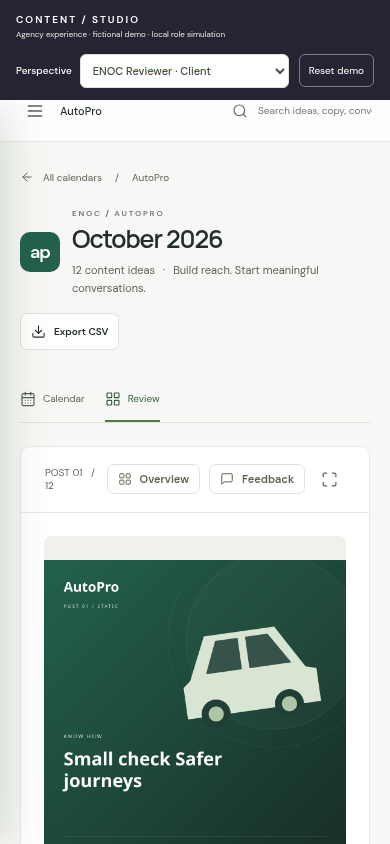 CONTENT / STUDIO
Agency experience · fictional demo · local role simulation
Perspective
ENOC Reviewer · Client
Reset demo
AutoPro
Search ideas, copy, conv
All calendars / AutoPro
ENOC / AUTOPRO
ap
October 2026
12 content ideas · Build reach. Start meaningful
conversations.
Export CSV
Calendar
Review
POST 01 /
12
Overview
Feedback
AutoPro
POST 01 / STATIC
KNOW HOW
Small check Safer
journeys